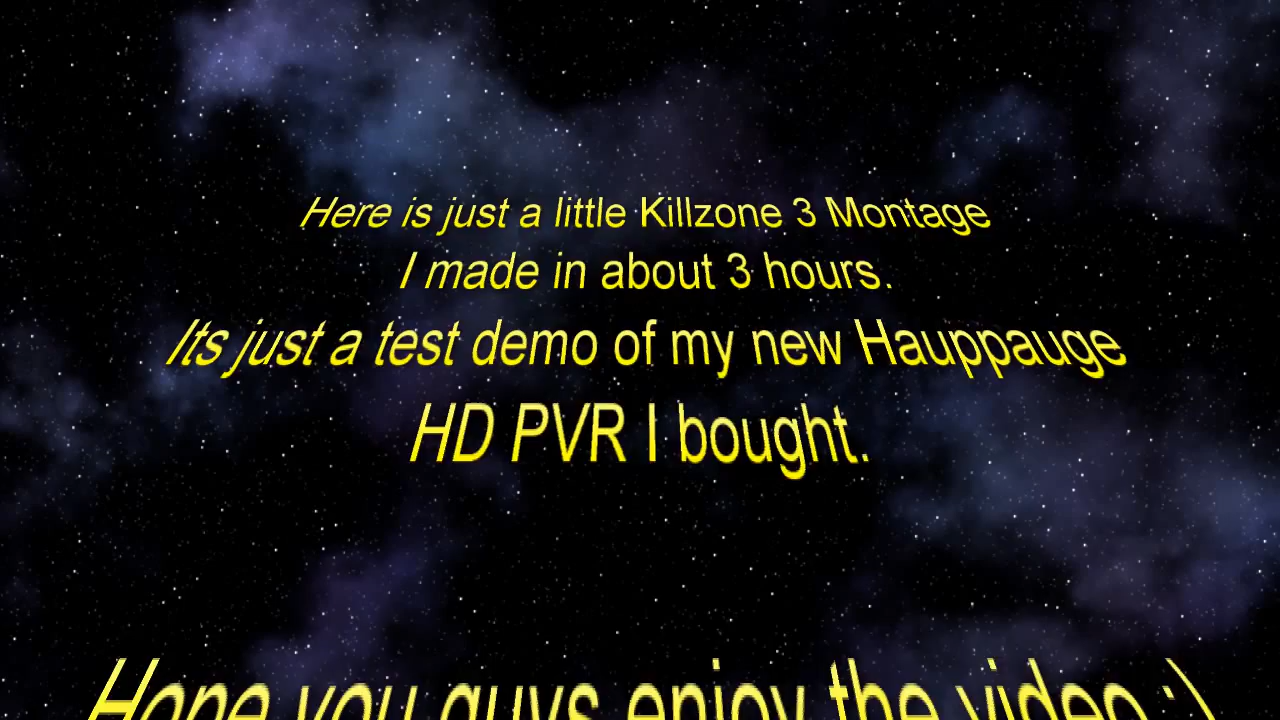 Here is just a little Killzone 3 Montage
I made in about 3 hours.
Its just a test demo of my new Hauppauge
HD PVR I bought.
Hope you guys enjoy the video :)